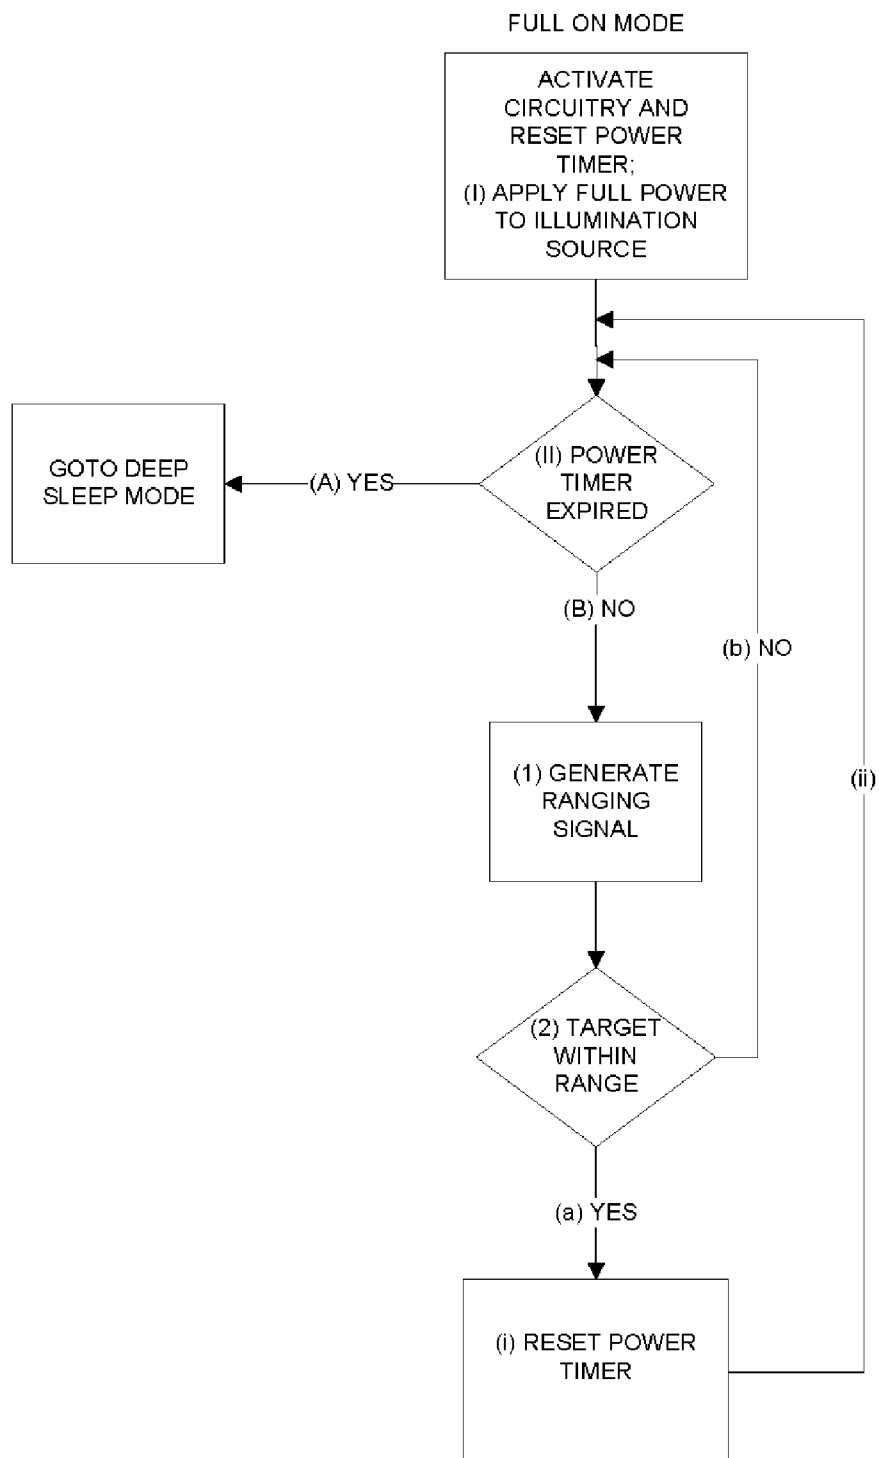 FULL ON MODE
ACTIVATE
CIRCUITRY AND
RESET POWER
TIMER;
(I) APPLY FULL POWER
TO ILLUMINATION
SOURCE
GOTO DEEP
SLEEP MODE
(A) YES
(II) POWER
TIMER
EXPIRED
(B) NO
(b) NO
(1) GENERATE
RANGING
SIGNAL
(ii)
(2) TARGET
WITHIN
RANGE
(a) YES
(i) RESET POWER
TIMER